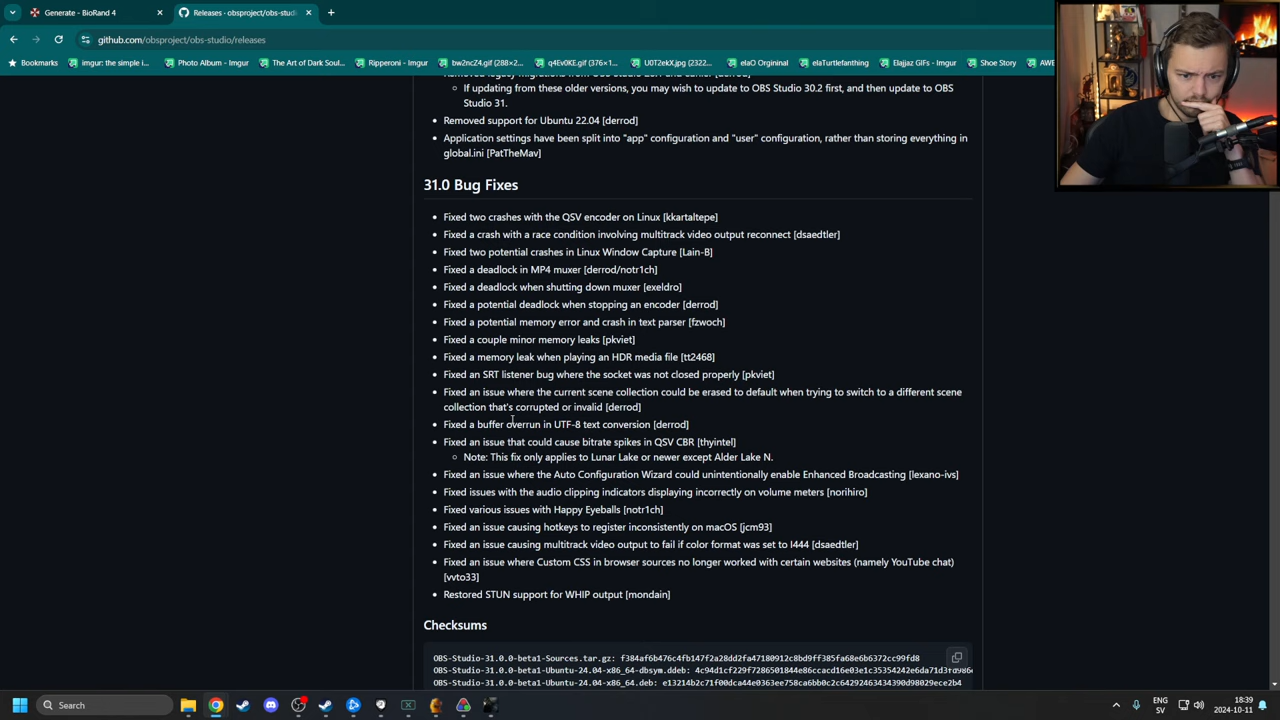 Generate - BioRand 4
Releases · obsproject/obs-stud
github.com/obsproject/obs-studio/releases
Bookmarks
imgur: the simple i...
Photo Album - Imgur
The Art of Dark Soul...
Ripperoni - Imgur
bw2ncZ4.gif (288×2...
q4Ev0KE.gif (376×1...
U0T2ekX.jpg (2322...
elaO Orgininal
elaTurtlefanthing
Elajjaz GIFs - Imgur
Shoe Story
If updating from these older versions, you may wish to update to OBS Studio 30.2 first, and then update to OBS
Studio 31.
Removed support for Ubuntu 22.04 [derrod]
Application settings have been split into "app" configuration and "user" configuration, rather than storing everything in
global.ini [PatTheMav]
31.0 Bug Fixes
Fixed two crashes with the QSV encoder on Linux [kkartaltepe]
Fixed a crash with a race condition involving multitrack video output reconnect [dsaedtler]
Fixed two potential crashes in Linux Window Capture [Lain-B]
Fixed a deadlock in MP4 muxer [derrod/notr1ch]
Fixed a deadlock when shutting down muxer [exeldro]
Fixed a potential deadlock when stopping an encoder [derrod]
Fixed a potential memory error and crash in text parser [fzwoch]
Fixed a couple minor memory leaks [pkviet]
Fixed a memory leak when playing an HDR media file [tt2468]
Fixed an SRT listener bug where the socket was not closed properly [pkviet]
Fixed an issue where the current scene collection could be erased to default when trying to switch to a different scene
collection that's corrupted or invalid [derrod]
Fixed a buffer overrun in UTF-8 text conversion [derrod]
Fixed an issue that could cause bitrate spikes in QSV CBR [thyintel]
Note: This fix only applies to Lunar Lake or newer except Alder Lake N.
Fixed an issue where the Auto Configuration Wizard could unintentionally enable Enhanced Broadcasting [lexano-ivs]
Fixed issues with the audio clipping indicators displaying incorrectly on volume meters [norihiro]
Fixed various issues with Happy Eyeballs [notr1ch]
Fixed an issue causing hotkeys to register inconsistently on macOS [jcm93]
Fixed an issue causing multitrack video output to fail if color format was set to I444 [dsaedtler]
Fixed an issue where Custom CSS in browser sources no longer worked with certain websites (namely YouTube chat)
[vvto33]
Restored STUN support for WHIP output [mondain]
Checksums
OBS-Studio-31.0.0-beta1-Sources.tar.gz: f384af6b476c4fb147f2a28dd2fa47180912c8bd9ff385fa68e6b6372cc99fd8
OBS-Studio-31.0.0-beta1-Ubuntu-24.04-x86_64-dbsym.ddeb:
OBS-Studio-31.0.0-beta1-Ubuntu-24.04-x86_64.deb:
Search
ENG
SV
18:39
2024-10-11